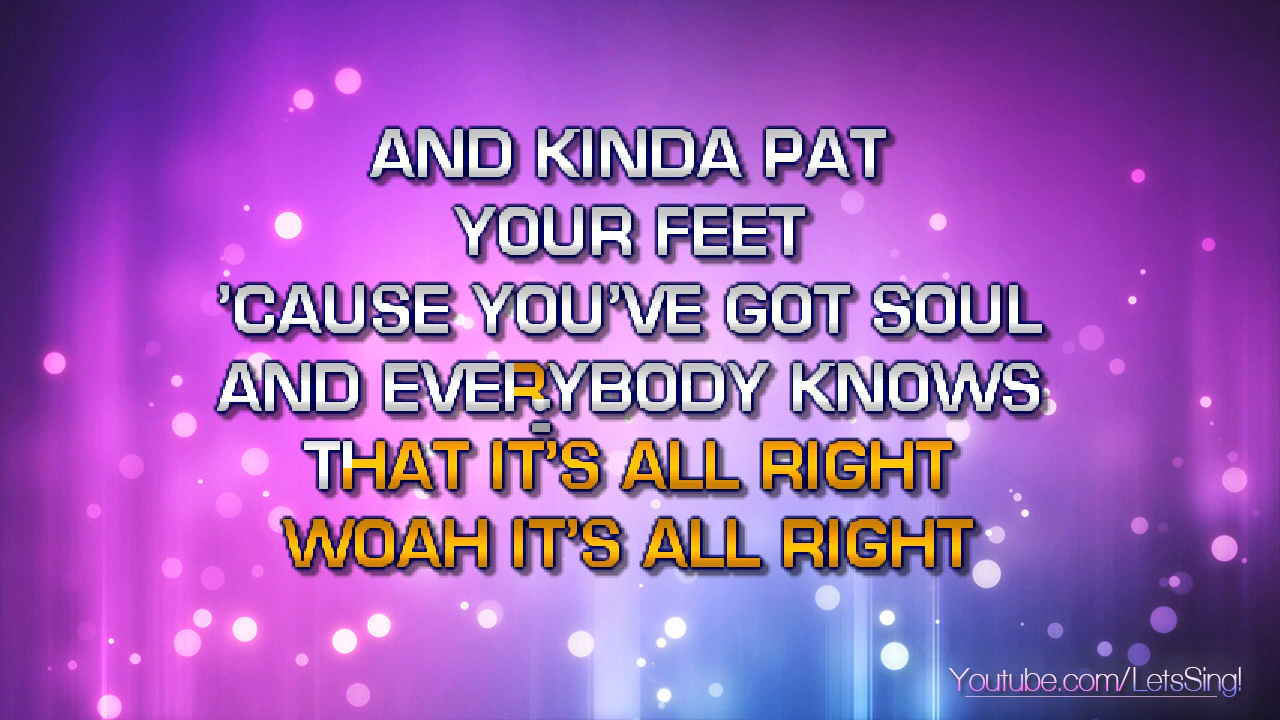 AND KINDA PAT
YOUR FEET
'CAUSE YOU'VE GOT SOUL
AND EVERYBODY KNOWS
THAT IT'S ALL RIGHT
WOAH IT'S ALL RIGHT
Youtube.com/LetsSing!